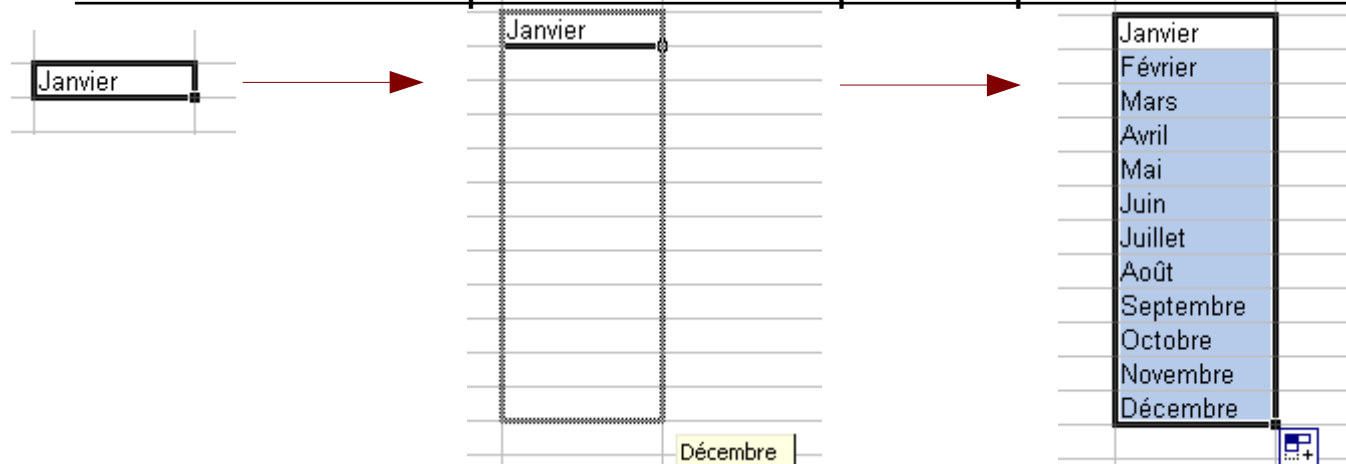 Janvier
Janvier
Décembre
Janvier
Février
Mars
Avril
Mai
Juin
Juillet
Août
Septembre
Octobre
Novembre
Décembre